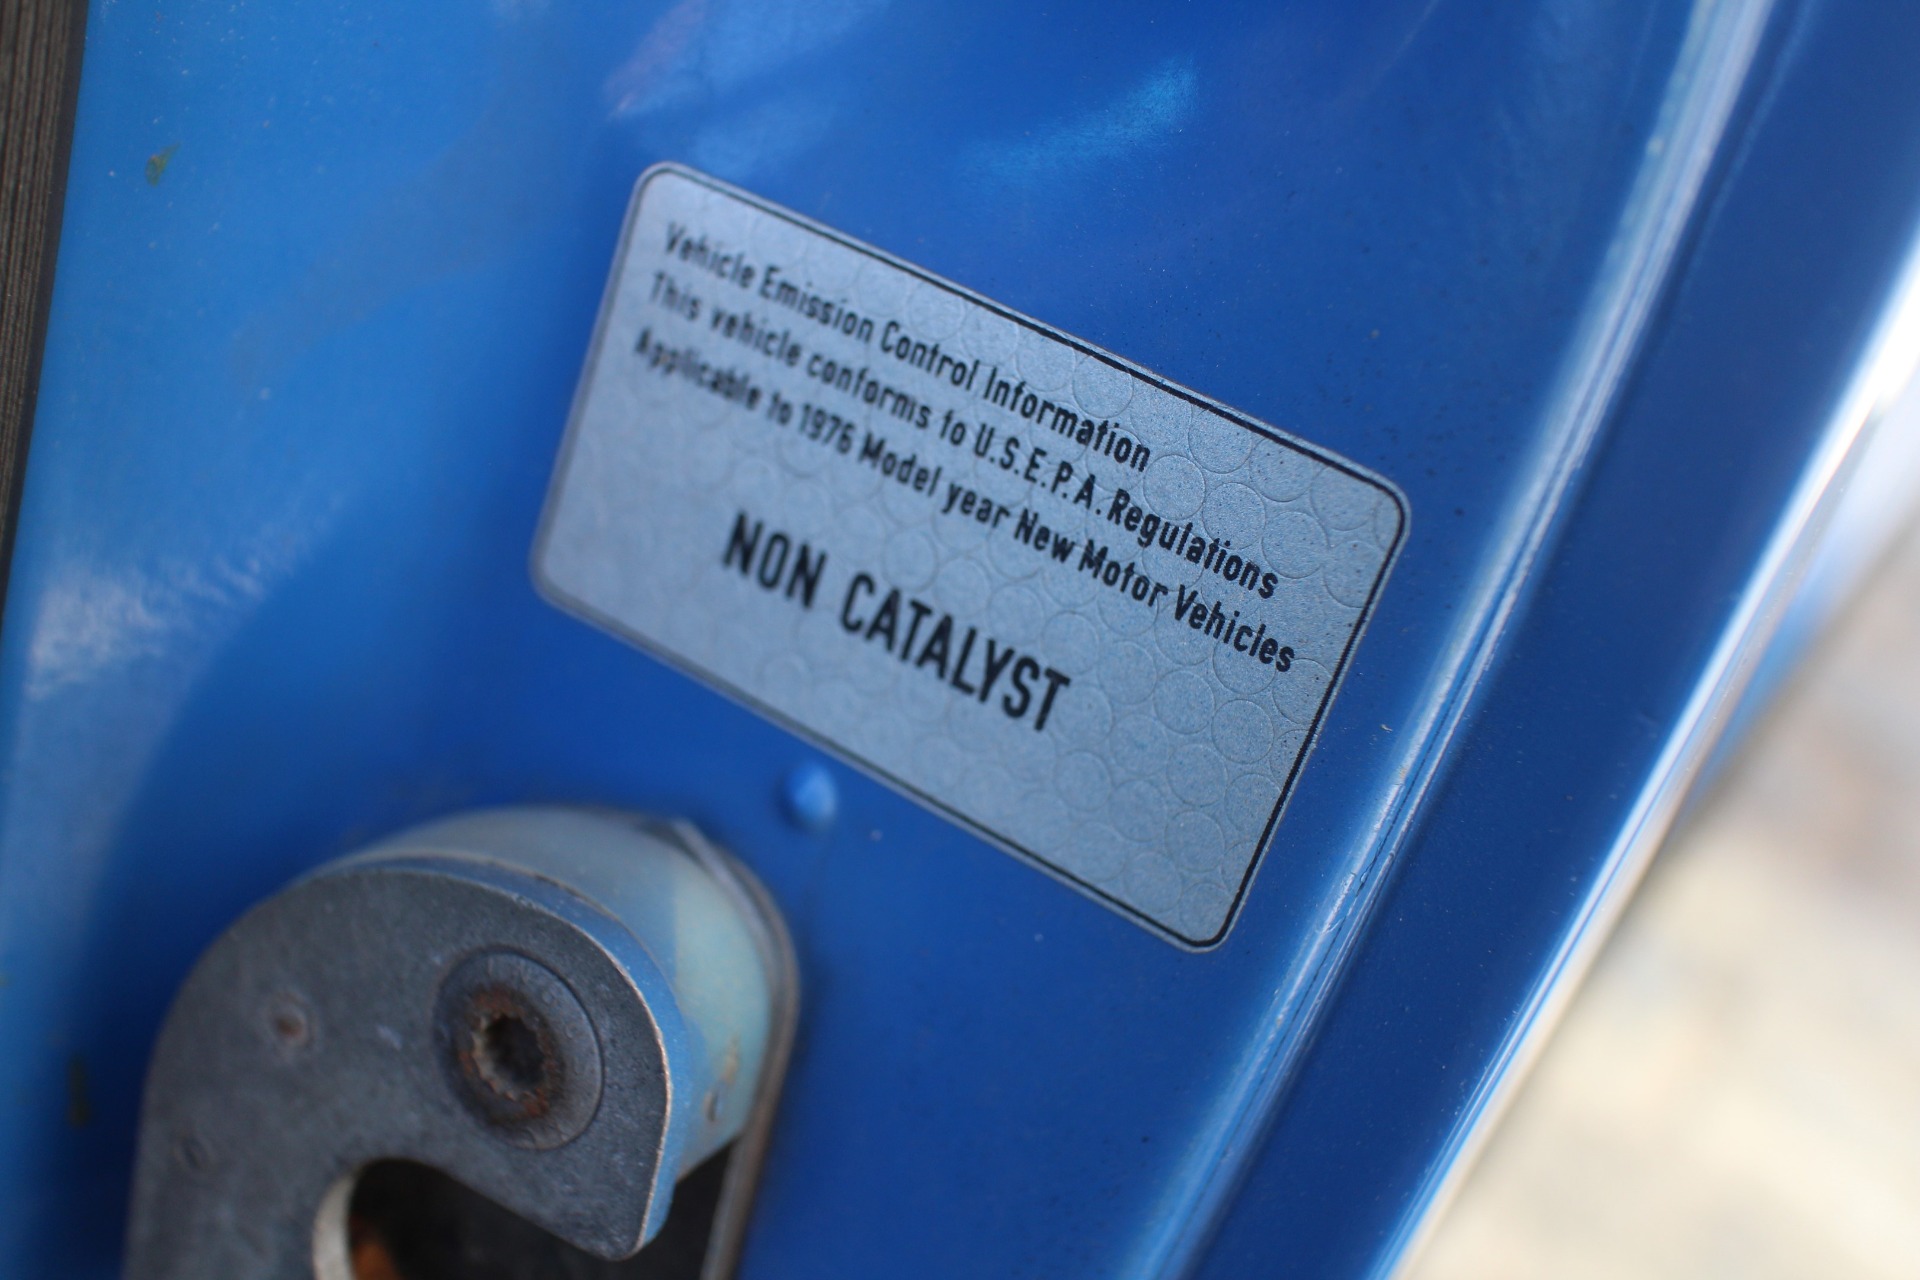 Vehicle Emission Control Information
This vehicle conforms to U.S.E.P.A. Regulations
Applicable to 1976 Model year New Motor Vehicles
NON CATALYST